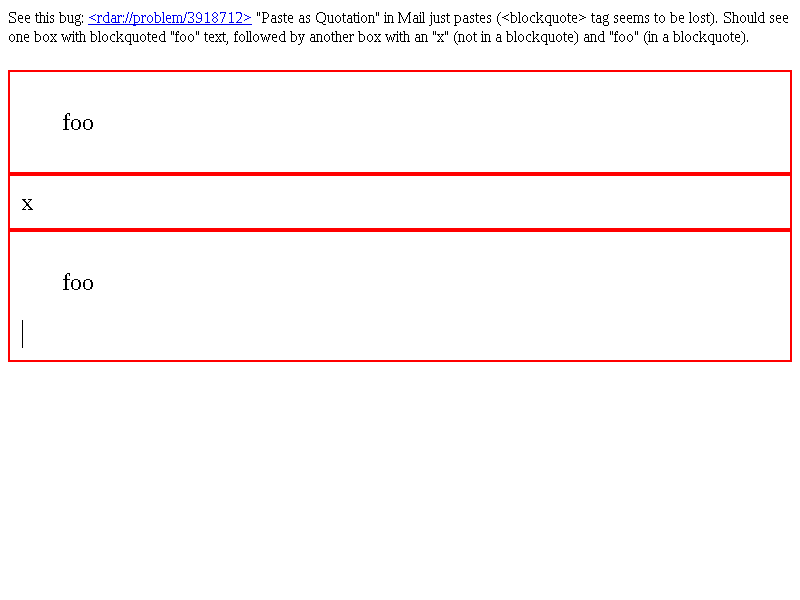 See this bug: <rdar://problem/3918712> "Paste as Quotation" in Mail just pastes (<blockquote> tag seems to be lost). Should see
one box with blockquoted "foo" text, followed by another box with an "x" (not in a blockquote) and "foo" (in a blockquote).
foo
x
foo